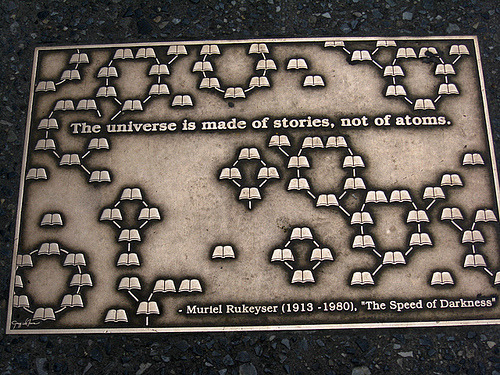 The universe is made of stories, not of atoms.
- Muriel Rukeyser (1913 -1980), "The Speed of Darkness"